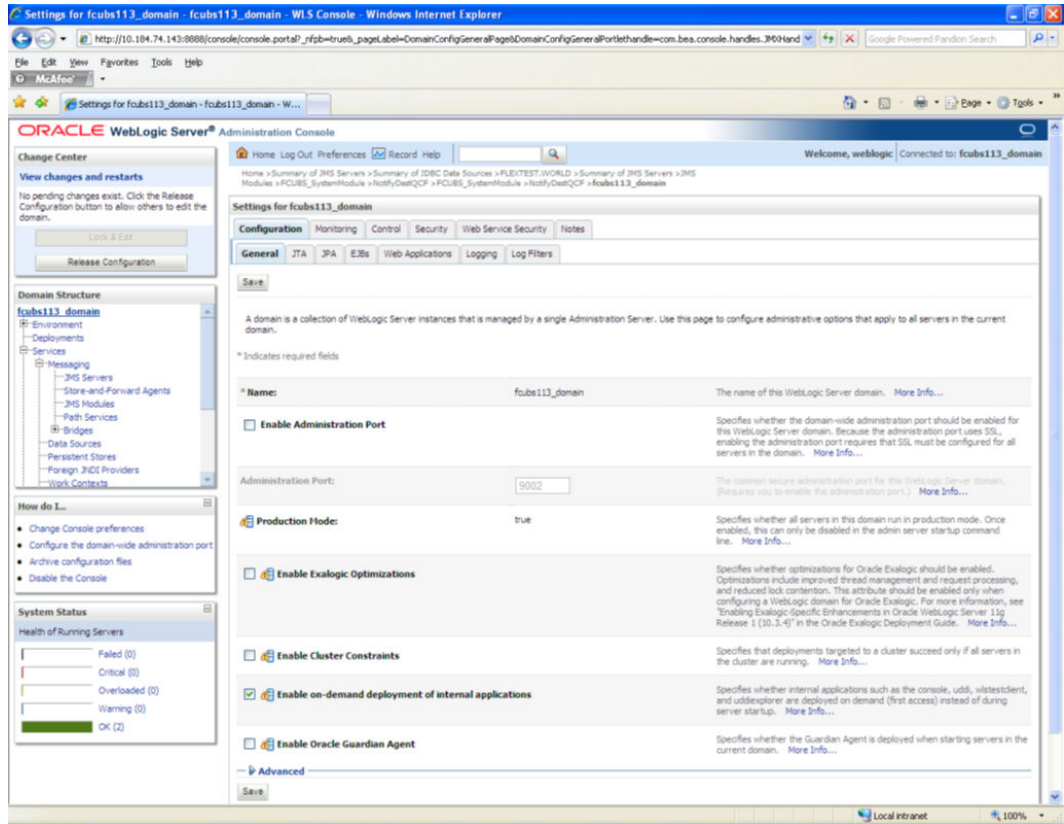 Settings for fcubs113_domain - fcubs113_domain - WLS Console - Windows Internet Explorer
http://10.184.74.143:8888/console/console.portal?_nfpb=true&_pageLabel=DomainConfigGeneralPage&DomainConfigGeneralPortlethandle=com.bea.console.handles.JMXHand
Google Powered Pandion Search
File Edit View Favorites Tools Help
McAfee
Settings for fcubs113_domain - fcubs113_domain - W...
Page Tools
ORACLE WebLogic Server® Administration Console
Change Center
View changes and restarts
No pending changes exist. Click the Release
Configuration button to allow others to edit the
domain.
Lock & Edit
Release Configuration
Domain Structure
fcubs113_domain
Environment
Deployments
Services
Messaging
JMS Servers
Store-and-Forward Agents
JMS Modules
Path Services
Bridges
Data Sources
Persistent Stores
Foreign JNDI Providers
Work Contexts
How do I...
Change Console preferences
Configure the domain-wide administration port
Archive configuration files
Disable the Console
System Status
Health of Running Servers
Failed (0)
Critical (0)
Overloaded (0)
Warning (0)
OK (2)
Home Log Out Preferences Record Help
Welcome, weblogic Connected to: fcubs113_domain
Home >Summary of JMS Servers >Summary of JDBC Data Sources >FLEXTEST.WORLD >Summary of JMS Servers >JMS
Modules >FCUBS_SystemModule >NotifyDestQCF >FCUBS_SystemModule >NotifyDestQCF >fcubs113_domain
Settings for fcubs113_domain
Configuration Monitoring Control Security Web Service Security Notes
General JTA JPA EJBs Web Applications Logging Log Filters
Save
A domain is a collection of WebLogic Server instances that is managed by a single Administration Server. Use this page to configure administrative options that apply to all servers in the current
domain.
* Indicates required fields
* Name: fcubs113_domain The name of this WebLogic Server domain. More Info...
Enable Administration Port
Specifies whether the domain-wide administration port should be enabled for
this WebLogic Server domain. Because the administration port uses SSL,
enabling the administration port requires that SSL must be configured for all
servers in the domain. More Info...
Administration Port: 9002
The common secure administration port for this WebLogic Server domain.
(Requires you to enable the administration port.) More Info...
Production Mode: true
Specifies whether all servers in this domain run in production mode. Once
enabled, this can only be disabled in the admin server startup command
line. More Info...
Enable Exalogic Optimizations
Specifies whether optimizations for Oracle Exalogic should be enabled.
Optimizations include improved thread management and request processing,
and reduced lock contention. This attribute should be enabled only when
configuring a WebLogic domain for Oracle Exalogic. For more information, see
"Enabling Exalogic-Specific Enhancements in Oracle WebLogic Server 11g
Release 1 (10.3.4)" in the Oracle Exalogic Deployment Guide. More Info...
Enable Cluster Constraints
Specifies that deployments targeted to a cluster succeed only if all servers in
the cluster are running. More Info...
Enable on-demand deployment of internal applications
Specifies whether internal applications such as the console, uddi, wlstestclient,
and uddiexplorer are deployed on demand (first access) instead of during
server startup. More Info...
Enable Oracle Guardian Agent
Specifies whether the Guardian Agent is deployed when starting servers in the
current domain. More Info...
Advanced
Save
Local intranet 100%